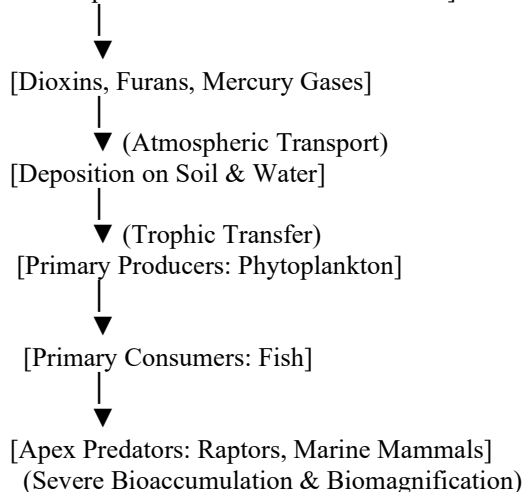 [Dioxins, Furans, Mercury Gases]
(Atmospheric Transport)
[Deposition on Soil & Water]
(Trophic Transfer)
[Primary Producers: Phytoplankton]
[Primary Consumers: Fish]
[Apex Predators: Raptors, Marine Mammals]
(Severe Bioaccumulation & Biomagnification)